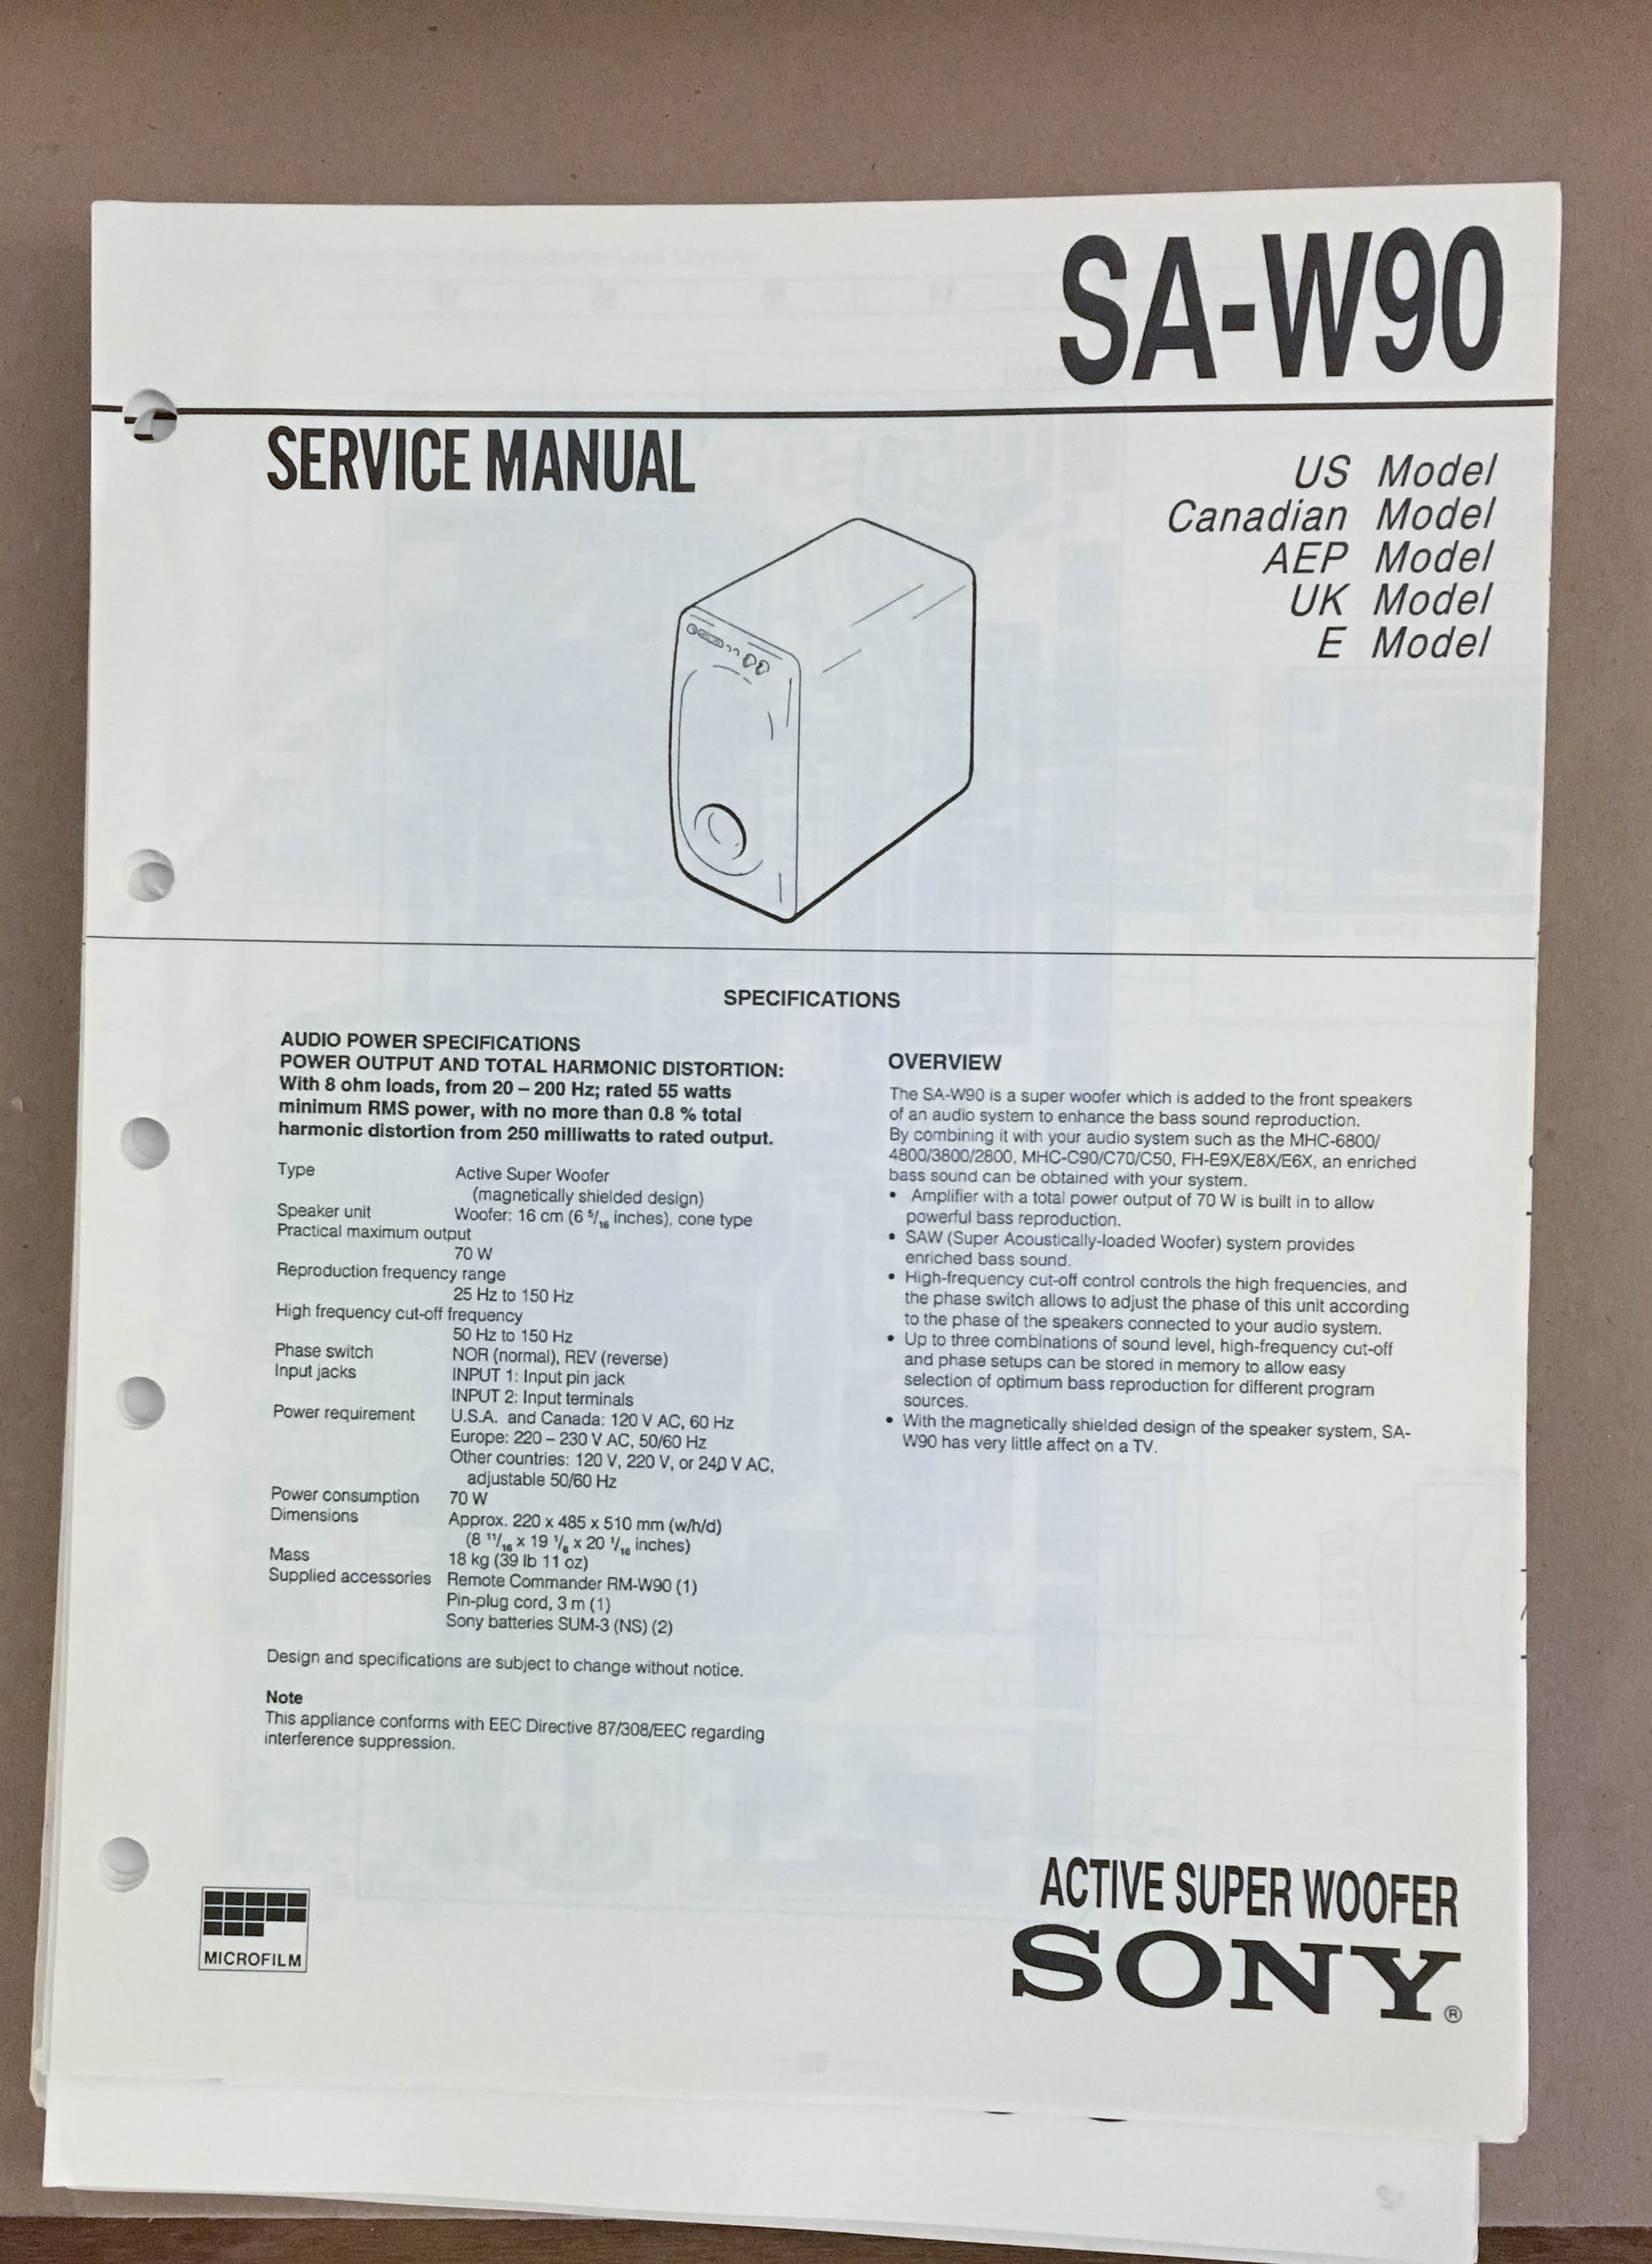 SA-W90
SERVICE MANUAL
US Model
Canadian Model
AEP Model
UK Model
E Model
SPECIFICATIONS
AUDIO POWER SPECIFICATIONS
POWER OUTPUT AND TOTAL HARMONIC DISTORTION:
With 8 ohm loads, from 20 – 200 Hz; rated 55 watts
minimum RMS power, with no more than 0.8 % total
harmonic distortion from 250 milliwatts to rated output.
Type Active Super Woofer
(magnetically shielded design)
Speaker unit Woofer: 16 cm (6 5/16 inches), cone type
Practical maximum output
70 W
Reproduction frequency range
25 Hz to 150 Hz
High frequency cut-off frequency
50 Hz to 150 Hz
Phase switch NOR (normal), REV (reverse)
Input jacks INPUT 1: Input pin jack
INPUT 2: Input terminals
Power requirement U.S.A. and Canada: 120 V AC, 60 Hz
Europe: 220 – 230 V AC, 50/60 Hz
Other countries: 120 V, 220 V, or 240 V AC,
adjustable 50/60 Hz
Power consumption 70 W
Dimensions Approx. 220 x 485 x 510 mm (w/h/d)
(8 11/16 x 19 1/8 x 20 1/16 inches)
Mass 18 kg (39 lb 11 oz)
Supplied accessories Remote Commander RM-W90 (1)
Pin-plug cord, 3 m (1)
Sony batteries SUM-3 (NS) (2)
Design and specifications are subject to change without notice.
Note
This appliance conforms with EEC Directive 87/308/EEC regarding
interference suppression.
OVERVIEW
The SA-W90 is a super woofer which is added to the front speakers
of an audio system to enhance the bass sound reproduction.
By combining it with your audio system such as the MHC-6800/
4800/3800/2800, MHC-C90/C70/C50, FH-E9X/E8X/E6X, an enriched
bass sound can be obtained with your system.
• Amplifier with a total power output of 70 W is built in to allow
powerful bass reproduction.
• SAW (Super Acoustically-loaded Woofer) system provides
enriched bass sound.
• High-frequency cut-off control controls the high frequencies, and
the phase switch allows to adjust the phase of this unit according
to the phase of the speakers connected to your audio system.
• Up to three combinations of sound level, high-frequency cut-off
and phase setups can be stored in memory to allow easy
selection of optimum bass reproduction for different program
sources.
• With the magnetically shielded design of the speaker system, SA-
W90 has very little affect on a TV.
MICROFILM
ACTIVE SUPER WOOFER
SONY®